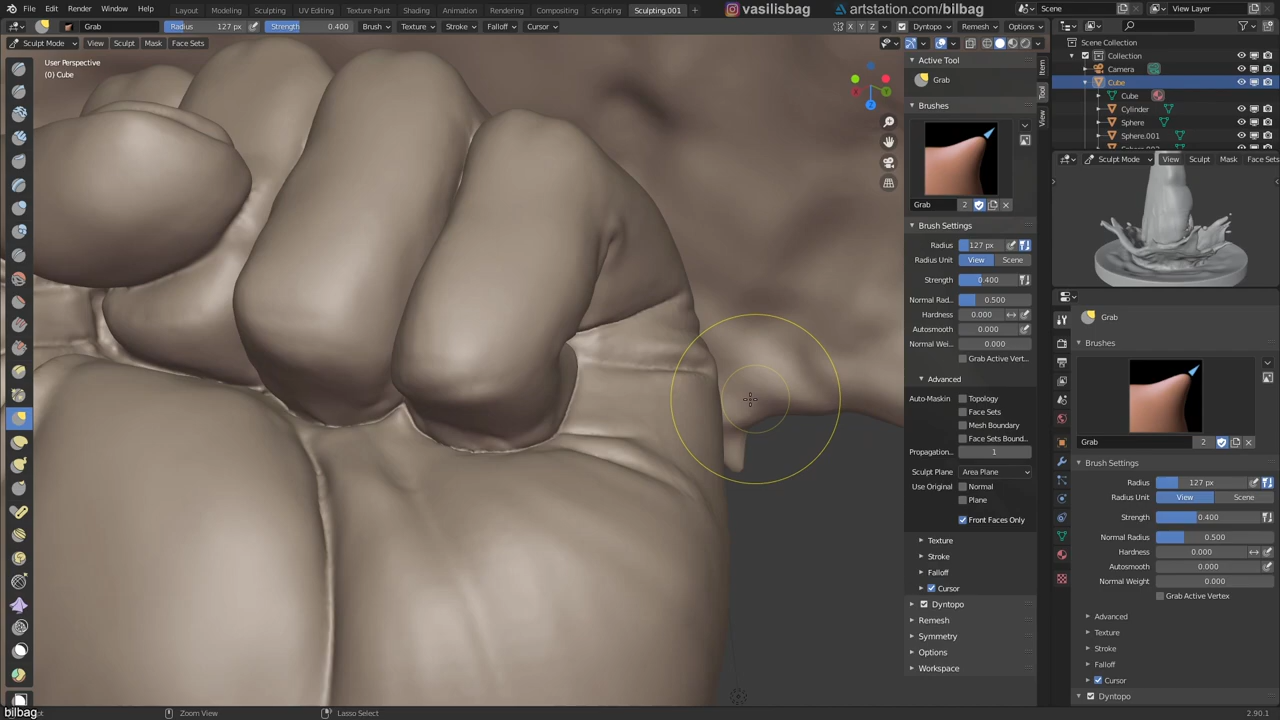 File Edit Render Window Help Layout Modeling Sculpting UV Editing Texture Paint Shading Animation Rendering Compositing Scripting Sculpting.001 vasilisbag artstation.com/bilbag Scene View Layer
Grab Radius 127 px Strength 0.400 Brush Texture Stroke Falloff Cursor X Y Z Dyntopo Remesh Options
Sculpt Mode View Sculpt Mask Face Sets
User Perspective
(0) Cube
Active Tool
Grab
Brushes
Grab 2
Brush Settings
Radius 127 px
Radius Unit View Scene
Strength 0.400
Normal Rad... 0.500
Hardness 0.000
Autosmooth 0.000
Normal Wei... 0.000
Grab Active Vert...
Advanced
Auto-Maskin Topology
Face Sets
Mesh Boundary
Face Sets Bound...
Propagation... 1
Sculpt Plane Area Plane
Use Original Normal
Plane
Front Faces Only
Texture
Stroke
Falloff
Cursor
Dyntopo
Remesh
Symmetry
Options
Workspace
Item
Tool
View
Scene Collection
Collection
Camera
Cube
Cube
Cylinder
Sphere
Sphere.001
Sculpt Mode View Sculpt Mask Face Sets
Grab
Brushes
Grab 2
Brush Settings
Radius 127 px
Radius Unit View Scene
Strength 0.400
Normal Radius 0.500
Hardness 0.000
Autosmooth 0.000
Normal Weight 0.000
Grab Active Vertex
Advanced
Texture
Stroke
Falloff
Cursor
Dyntopo
bilbag Zoom View Lasso Select 2.90.1